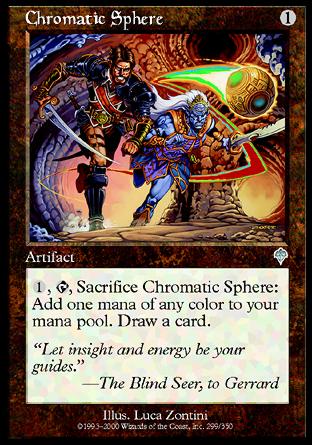 Chromatic Sphere 1
Artifact
1, , Sacrifice Chromatic Sphere:
Add one mana of any color to your
mana pool. Draw a card.
“Let insight and energy be your
guides.”
—The Blind Seer, to Gerrard
Illus. Luca Zontini
©1993–2000 Wizards of the Coast, Inc. 299/350